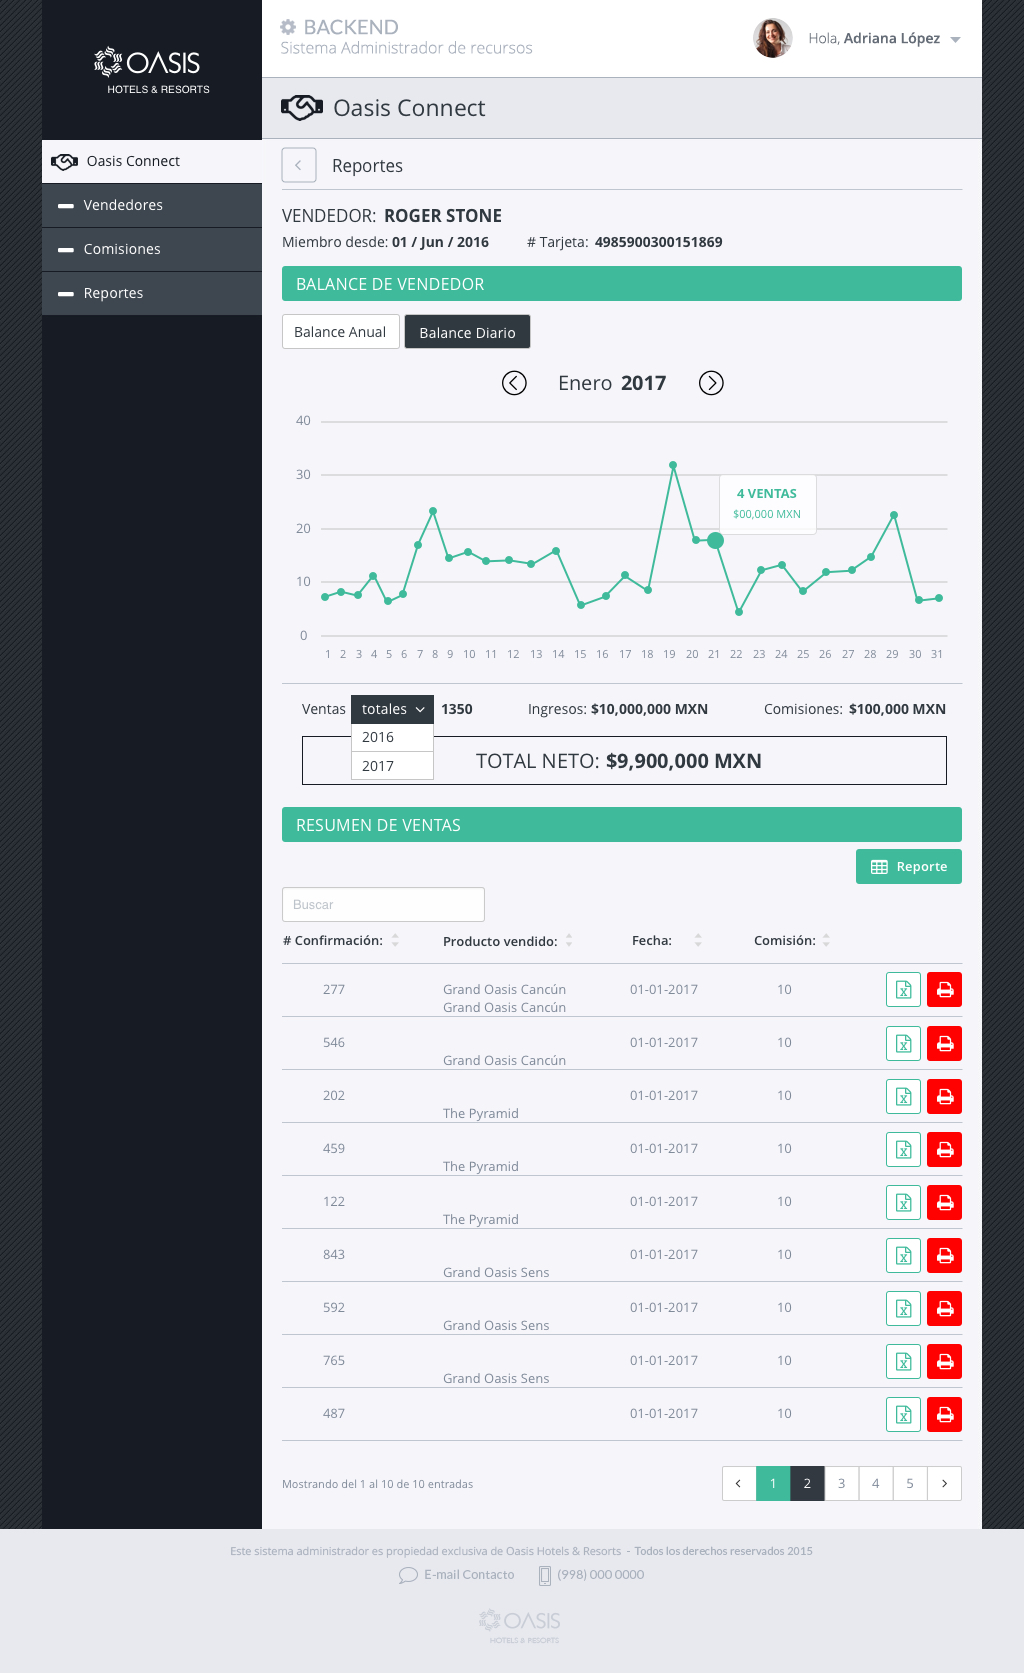 OASIS
HOTELS & RESORTS
BACKEND
Sistema Administrador de recursos
Hola, Adriana López
Oasis Connect
Oasis Connect
Vendedores
Comisiones
Reportes
Reportes
VENDEDOR: ROGER STONE
Miembro desde: 01 / Jun / 2016 # Tarjeta: 4985900300151869
BALANCE DE VENDEDOR
Balance Anual Balance Diario
Enero 2017
40
30
20
10
0
4 VENTAS
$00,000 MXN
1 2 3 4 5 6 7 8 9 10 11 12 13 14 15 16 17 18 19 20 21 22 23 24 25 26 27 28 29 30 31
Ventas totales 1350 Ingresos: $10,000,000 MXN Comisiones: $100,000 MXN
2016
2017
TOTAL NETO: $9,900,000 MXN
RESUMEN DE VENTAS
Reporte
Buscar
# Confirmación: Producto vendido: Fecha: Comisión:
277 Grand Oasis Cancún 01-01-2017 10
Grand Oasis Cancún
546 01-01-2017 10
Grand Oasis Cancún
202 01-01-2017 10
The Pyramid
459 01-01-2017 10
The Pyramid
122 01-01-2017 10
The Pyramid
843 01-01-2017 10
Grand Oasis Sens
592 01-01-2017 10
Grand Oasis Sens
765 01-01-2017 10
Grand Oasis Sens
487 01-01-2017 10
Mostrando del 1 al 10 de 10 entradas
1 2 3 4 5
Este sistema administrador es propiedad exclusiva de Oasis Hotels & Resorts - Todos los derechos reservados 2015
E-mail Contacto (998) 000 0000
OASIS
HOTELS & RESORTS